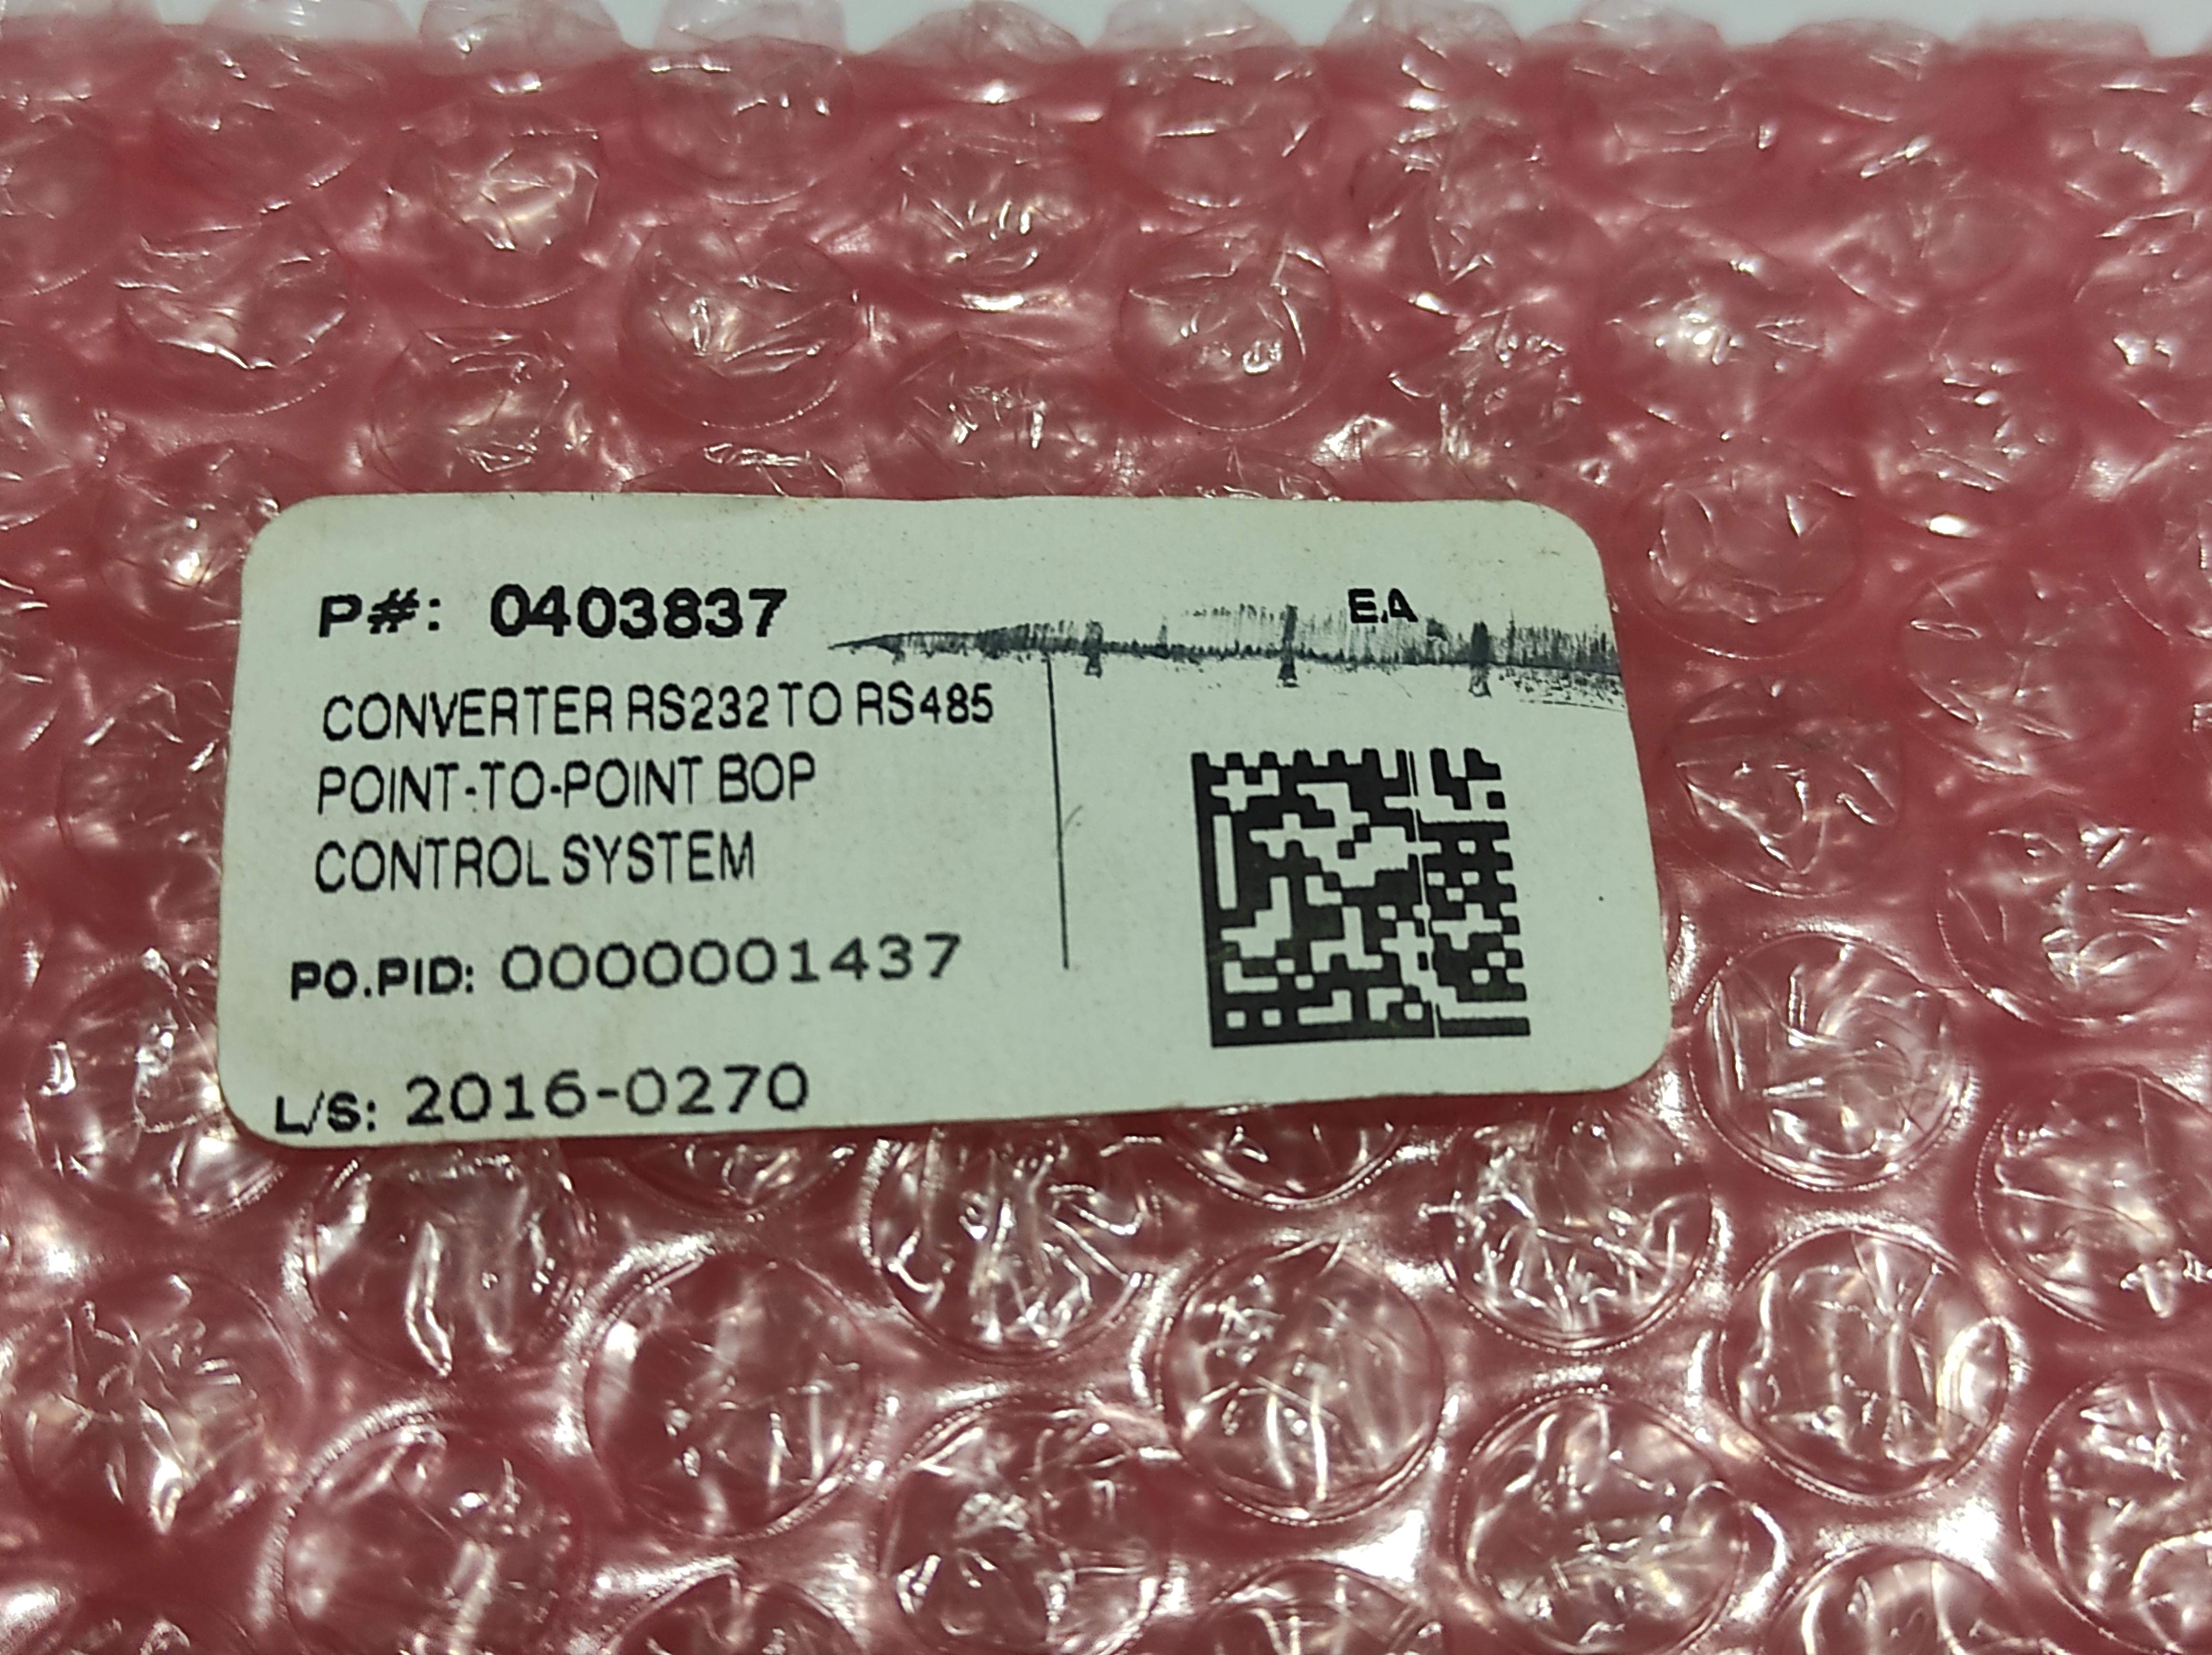 P#: 0403837
EA
CONVERTER RS232 TO RS485
POINT-TO-POINT BOP
CONTROL SYSTEM
PO.PID: 0000001437
L/S: 2016-0270